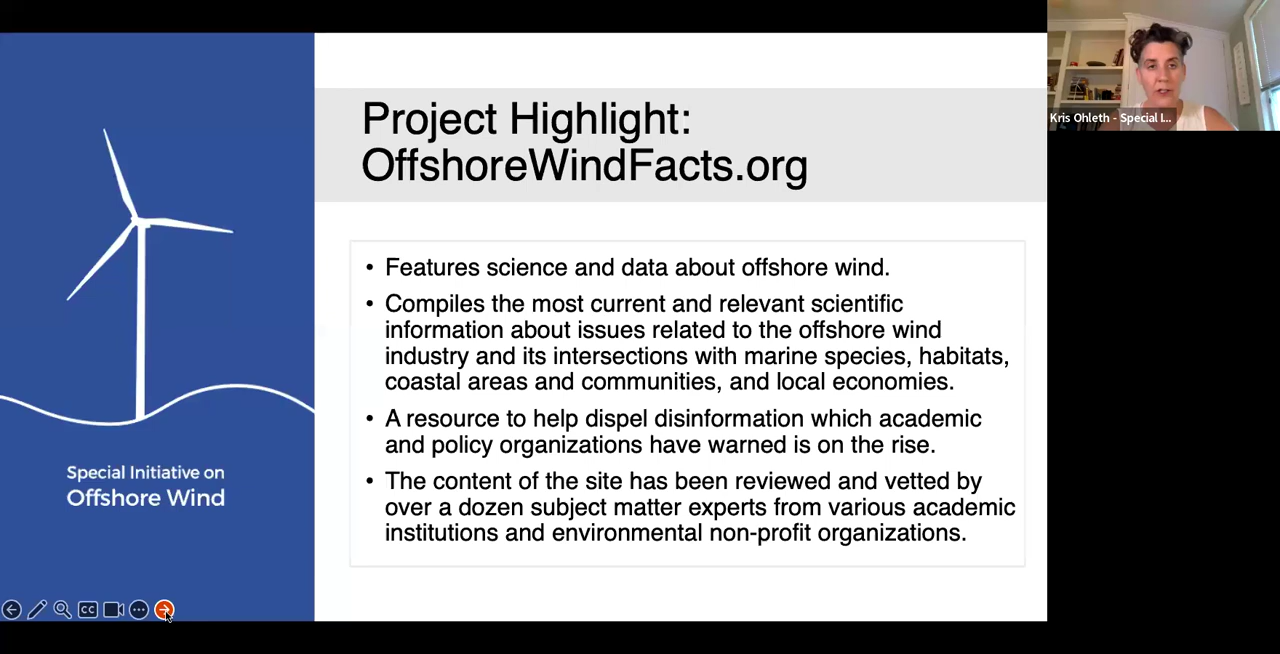 Project Highlight:
OffshoreWindFacts.org
• Features science and data about offshore wind.
• Compiles the most current and relevant scientific
information about issues related to the offshore wind
industry and its intersections with marine species, habitats,
coastal areas and communities, and local economies.
• A resource to help dispel disinformation which academic
and policy organizations have warned is on the rise.
• The content of the site has been reviewed and vetted by
over a dozen subject matter experts from various academic
institutions and environmental non-profit organizations.
Special Initiative on
Offshore Wind
CC
Kris Ohleth - Special I...